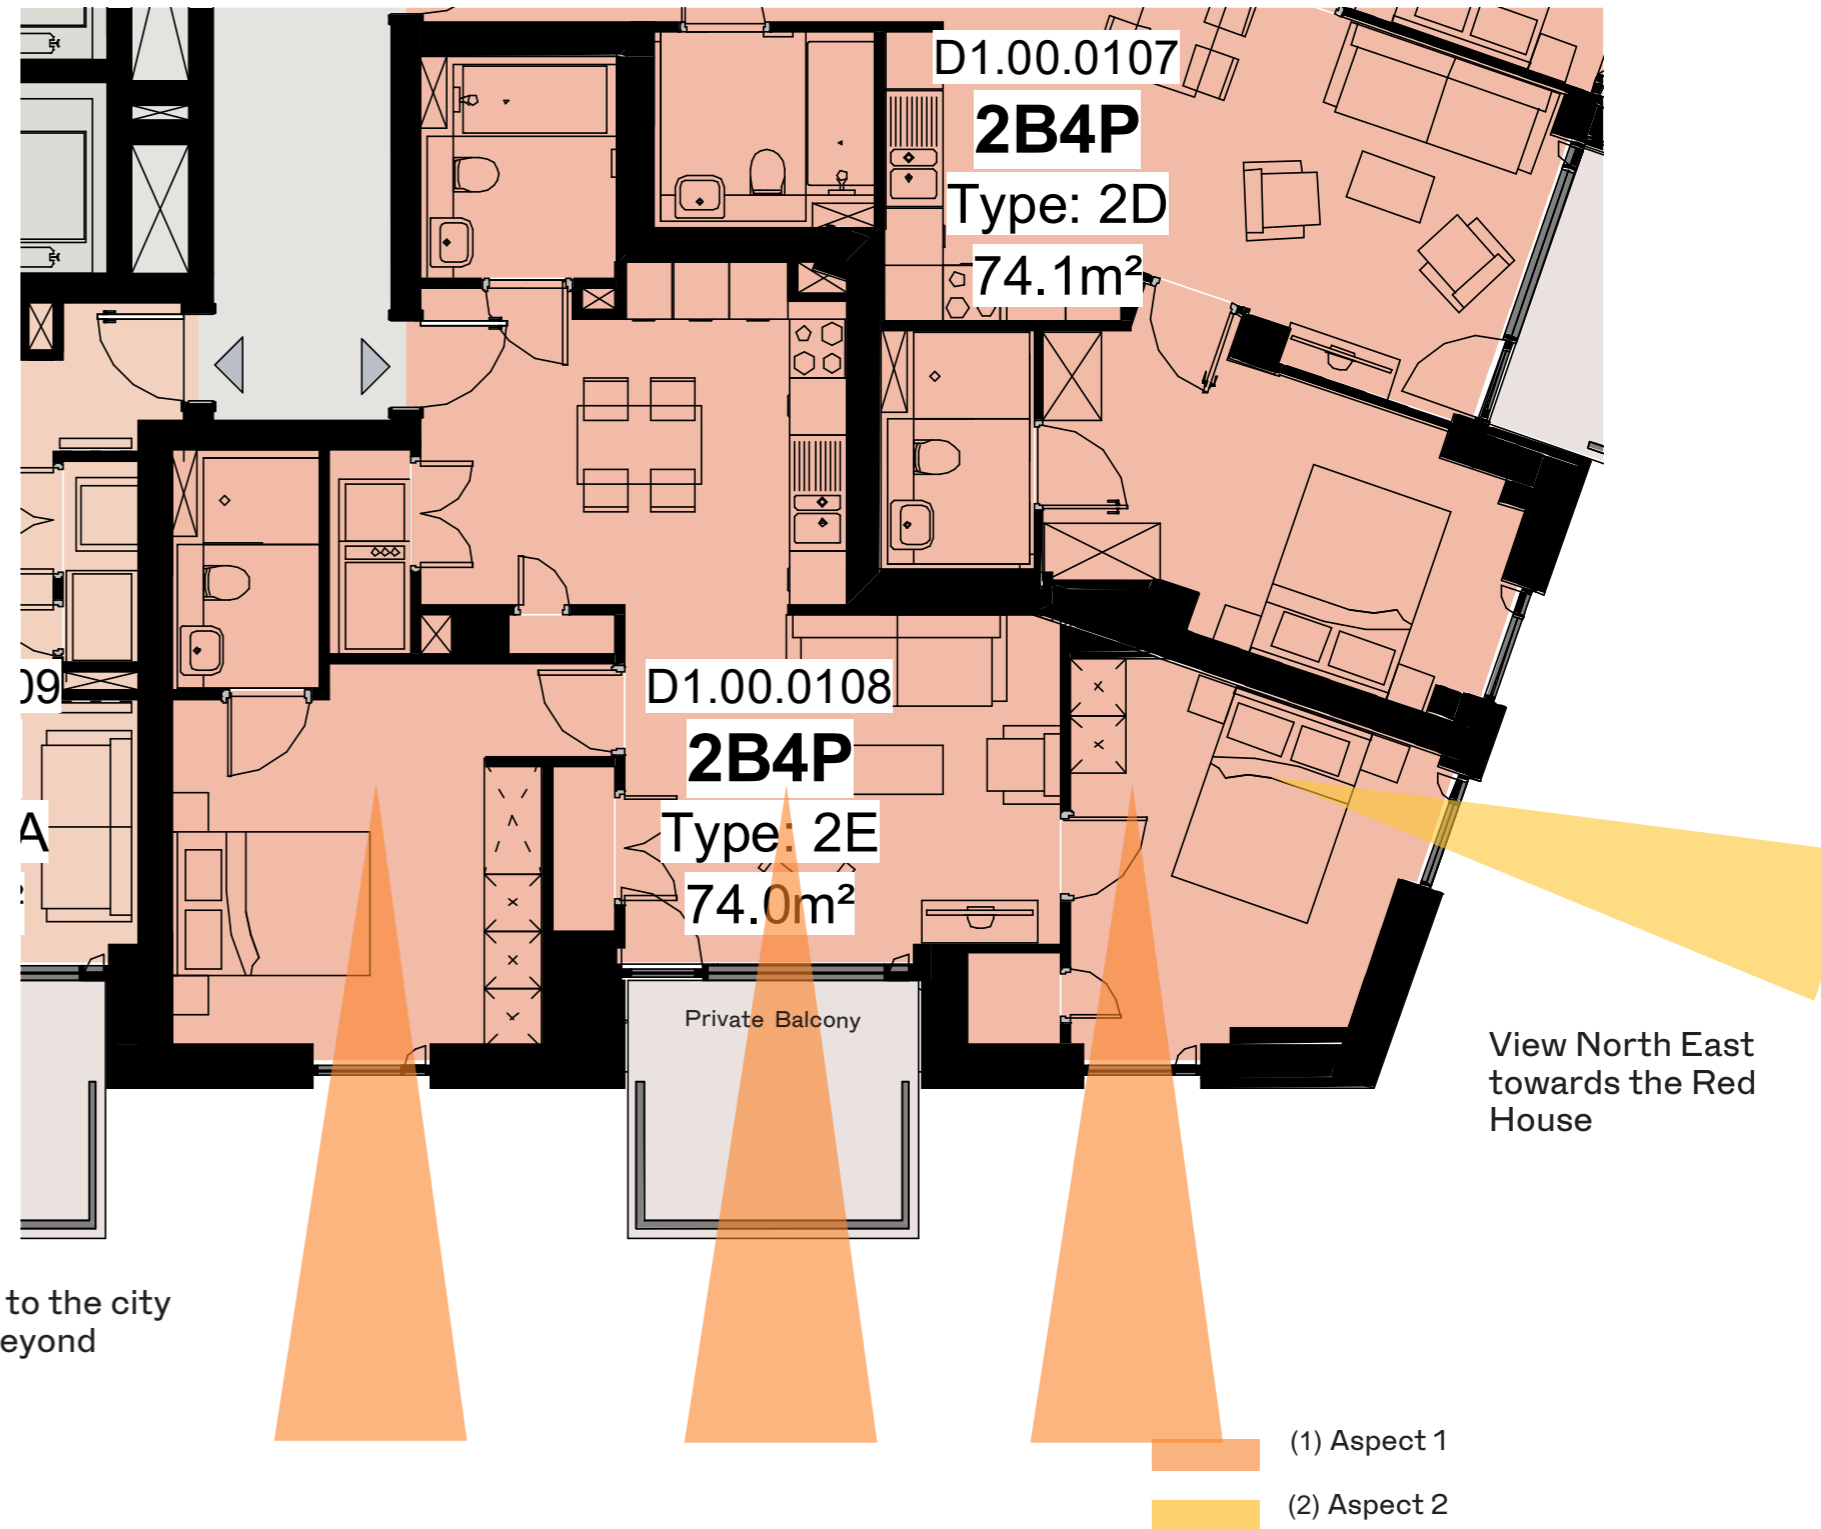 D1.00.0107
2B4P
Type: 2D
74.1m²
09
A
D1.00.0108
2B4P
Type: 2E
74.0m²
Private Balcony
View North East
towards the Red
House
to the city
eyond
(1) Aspect 1
(2) Aspect 2